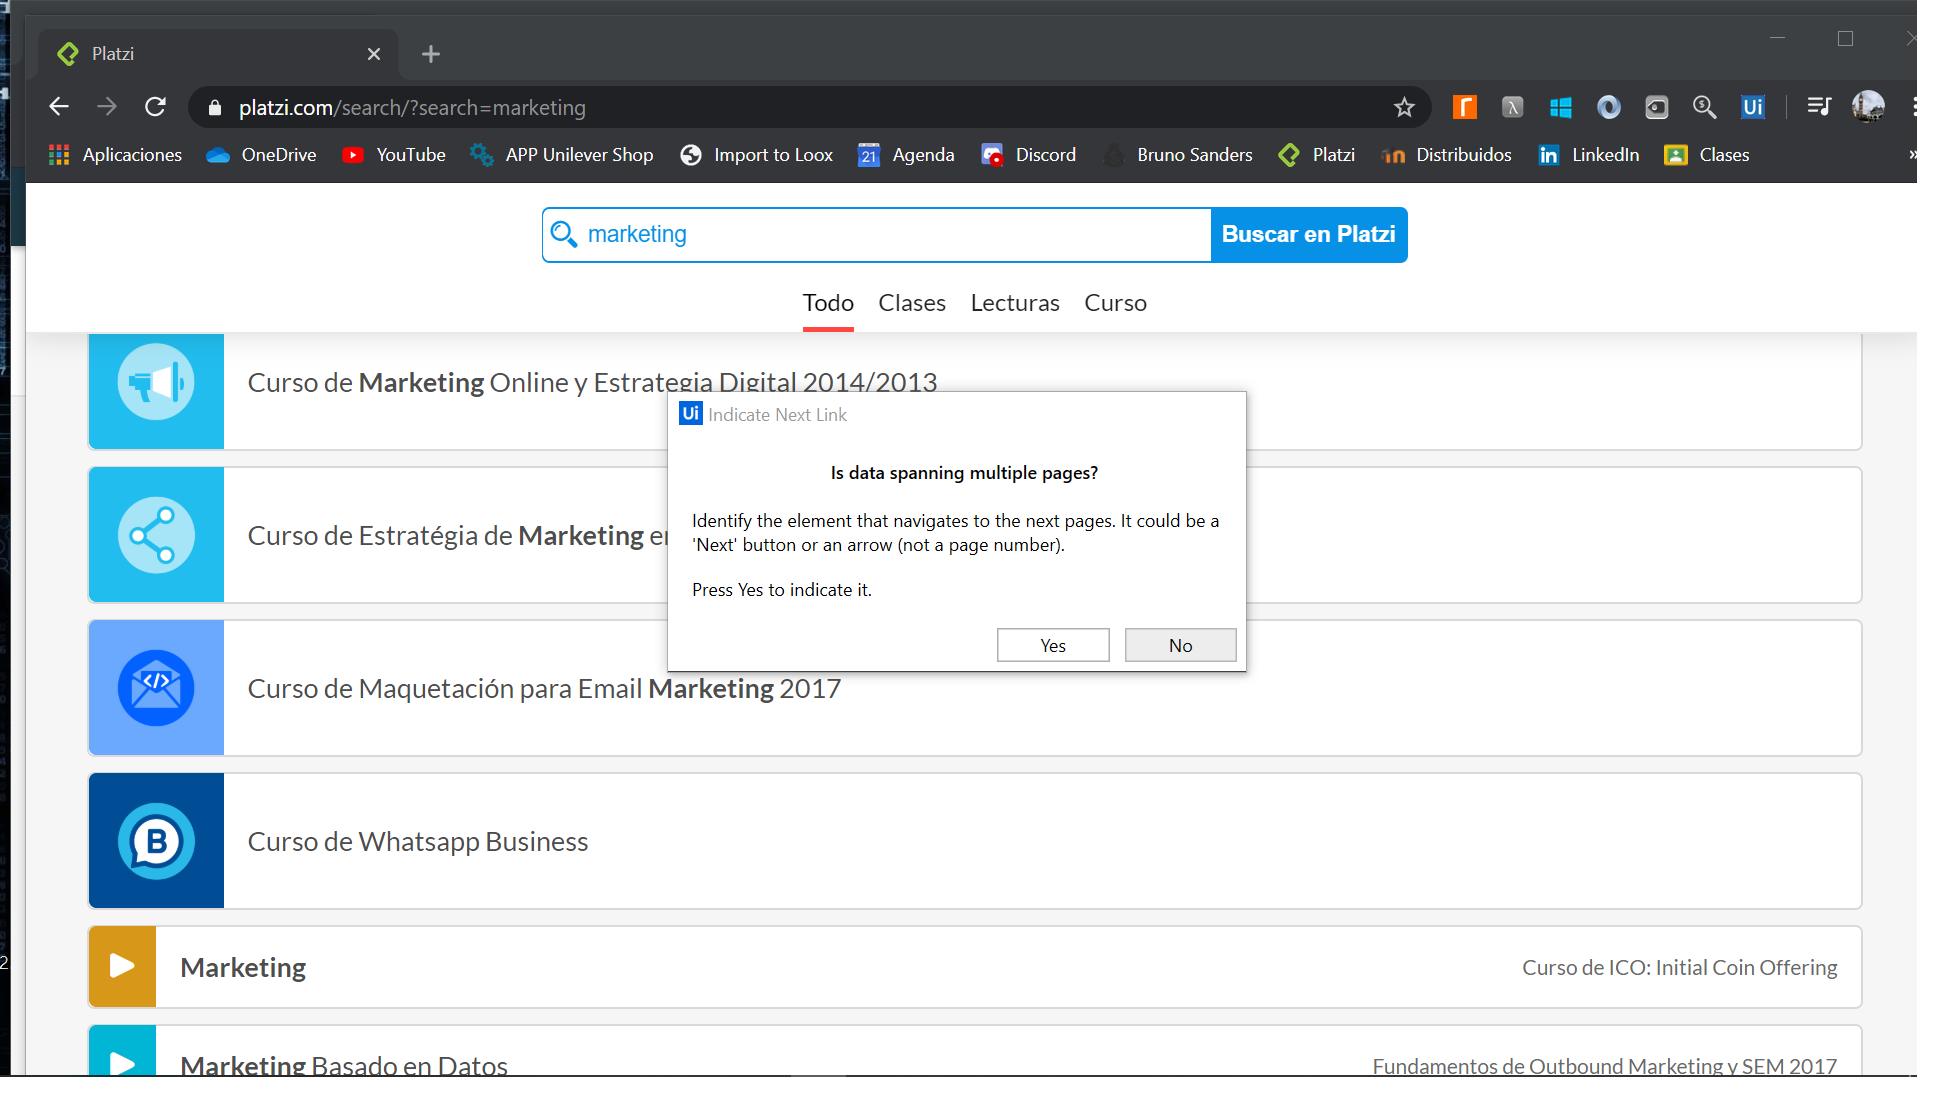 Platzi
platzi.com/search/?search=marketing
Ui
Aplicaciones OneDrive YouTube APP Unilever Shop Import to Loox 21 Agenda Discord Bruno Sanders Platzi Distribuidos in LinkedIn Clases »
marketing Buscar en Platzi
Todo Clases Lecturas Curso
Curso de Marketing Online y Estrategia Digital 2014/2013
Ui Indicate Next Link
Is data spanning multiple pages?
Identify the element that navigates to the next pages. It could be a
'Next' button or an arrow (not a page number).
Press Yes to indicate it.
Yes No
Curso de Estratégia de Marketing
Curso de Maquetación para Email Marketing 2017
B Curso de Whatsapp Business
Marketing Curso de ICO: Initial Coin Offering
Marketing Basado en Datos Fundamentos de Outbound Marketing y SEM 2017